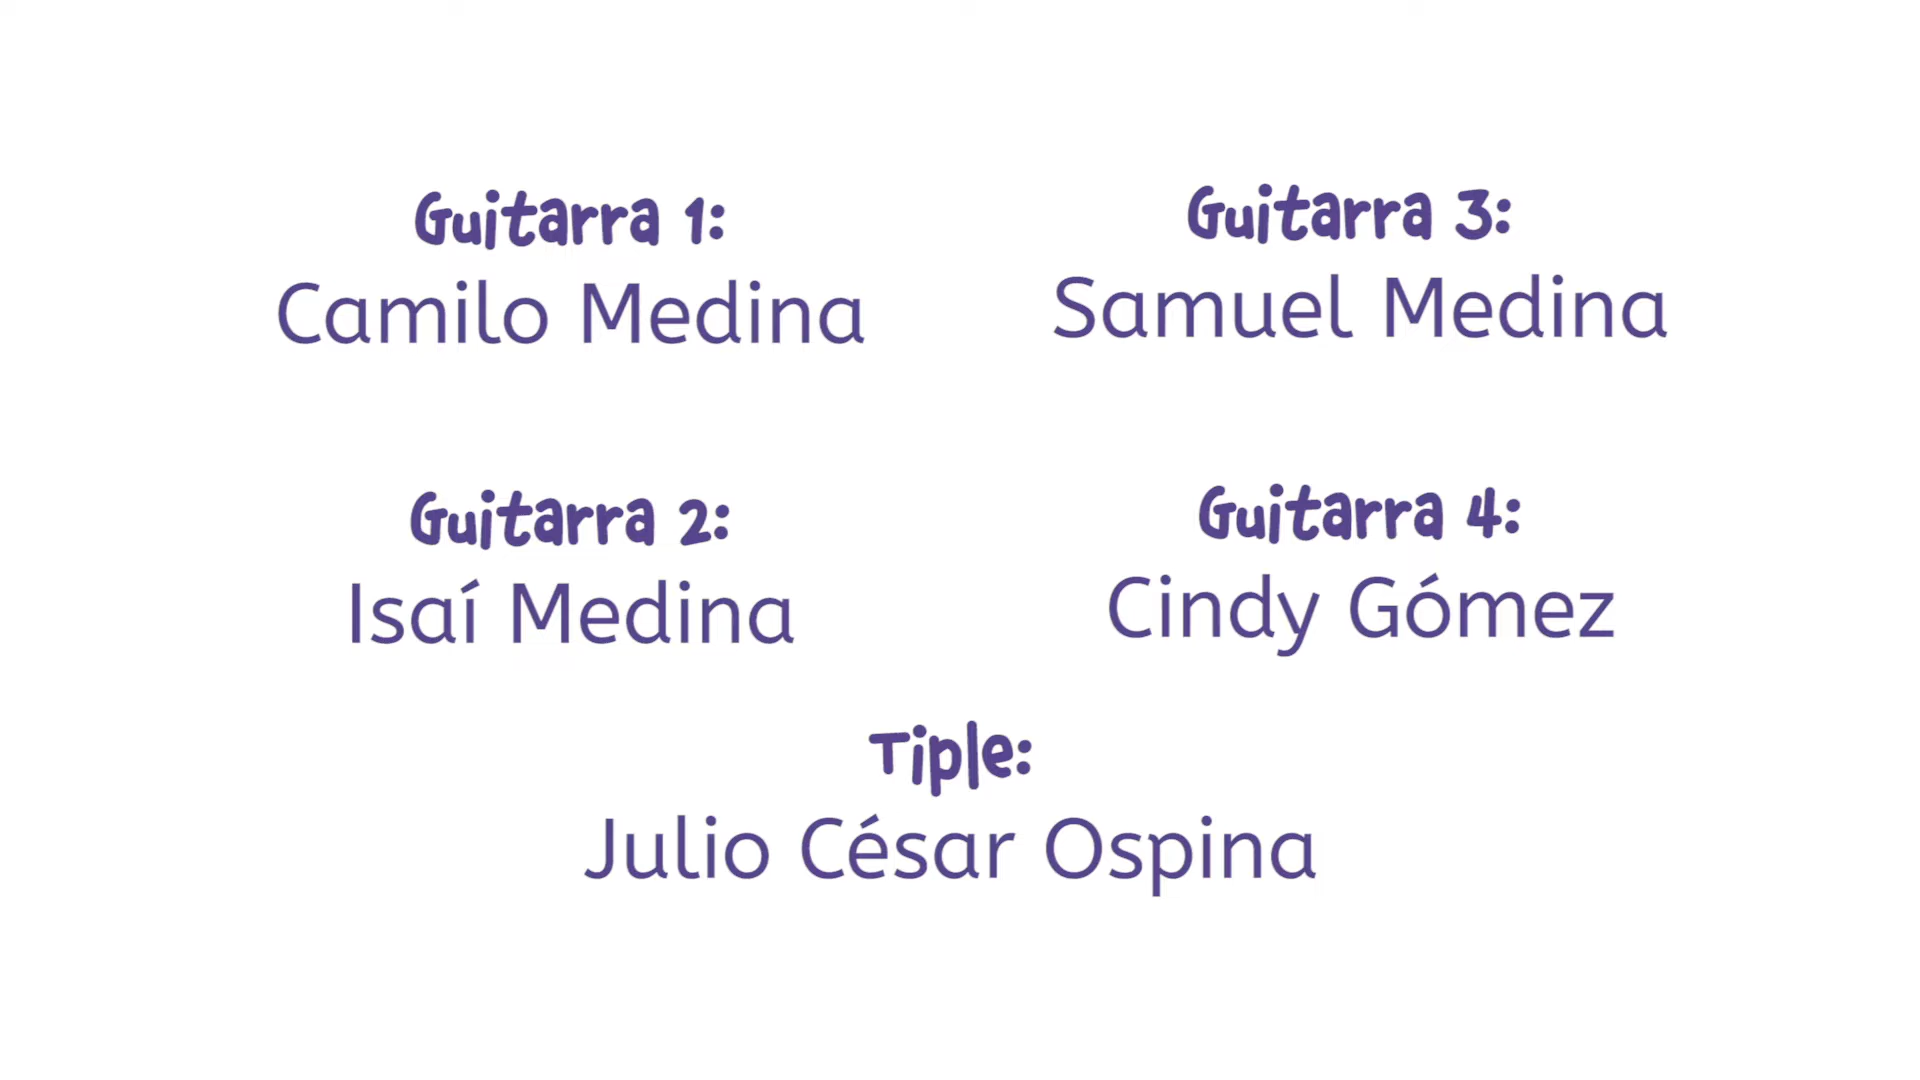 Guitarra 1:
Camilo Medina
Guitarra 2:
Isaí Medina
Guitarra 3:
Samuel Medina
Guitarra 4:
Cindy Gómez
Tiple:
Julio César Ospina